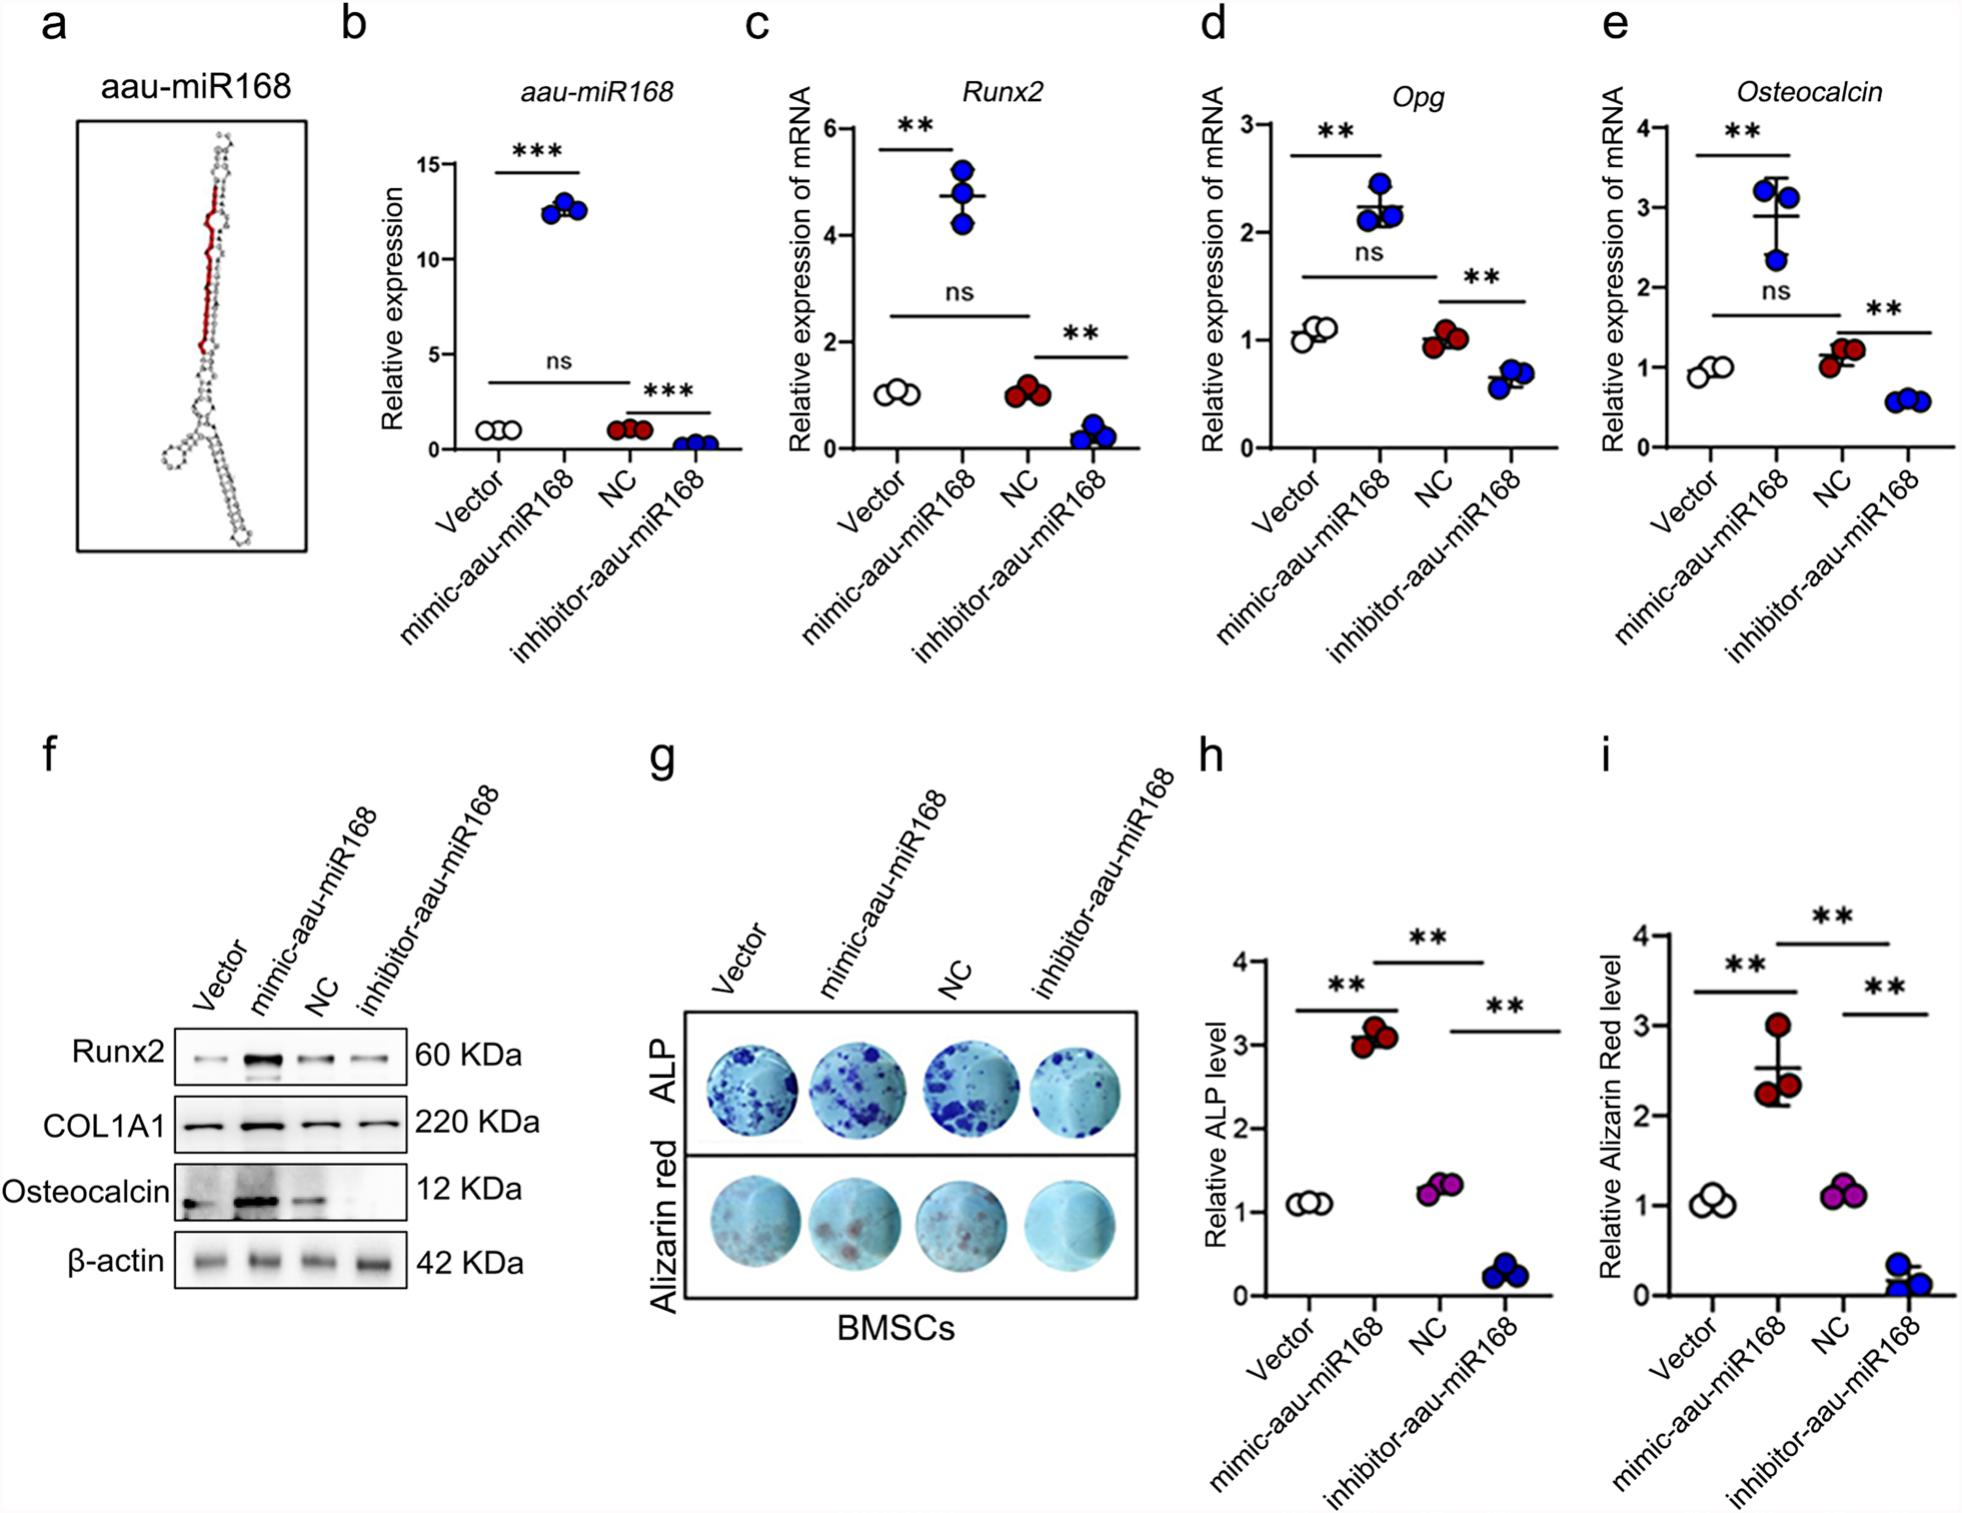 a
aau-miR168
b
aau-miR168
Relative expression
15
10
5
0
***
ns
***
Vector
mimic-aau-miR168
NC
inhibitor-aau-miR168
c
Runx2
Relative expression of mRNA
6
4
2
0
**
ns
**
Vector
mimic-aau-miR168
NC
inhibitor-aau-miR168
d
Opg
Relative expression of mRNA
3
2
1
0
**
ns
**
Vector
mimic-aau-miR168
NC
inhibitor-aau-miR168
e
Osteocalcin
Relative expression of mRNA
4
3
2
1
0
**
ns
**
Vector
mimic-aau-miR168
NC
inhibitor-aau-miR168
f
Vector
mimic-aau-miR168
NC
inhibitor-aau-miR168
Runx2 60 KDa
COL1A1 220 KDa
Osteocalcin 12 KDa
β-actin 42 KDa
g
Vector
mimic-aau-miR168
NC
inhibitor-aau-miR168
ALP
Alizarin red
BMSCs
h
Relative ALP level
4
3
2
1
0
**
**
**
Vector
mimic-aau-miR168
NC
inhibitor-aau-miR168
i
Relative Alizarin Red level
4
3
2
1
0
**
**
**
Vector
mimic-aau-miR168
NC
inhibitor-aau-miR168